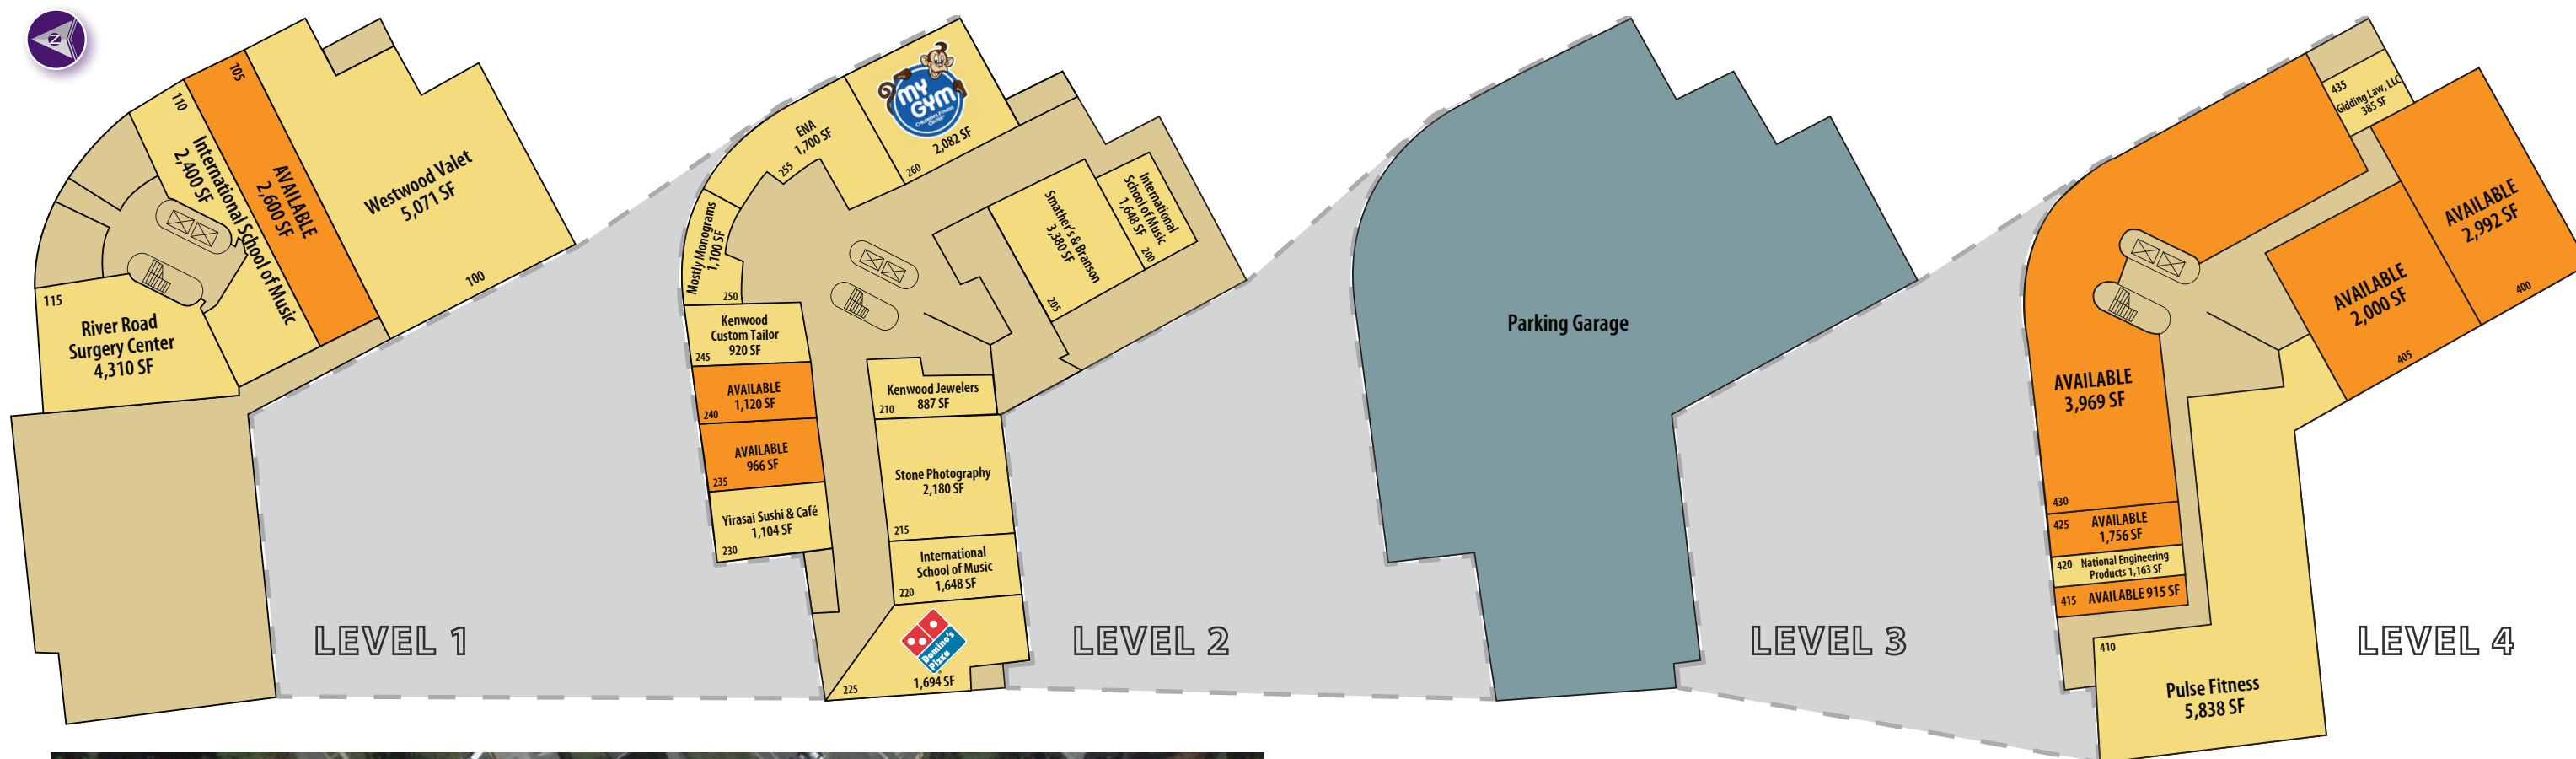 N
105
110
International School of Music
2,400 SF
AVAILABLE
2,600 SF
Westwood Valet
5,071 SF
100
115
River Road
Surgery Center
4,310 SF
LEVEL 1
my
GYM
CHILDREN'S FITNESS
CENTER
2,082 SF
260
ENA
1,700 SF
255
Mostly Monograms
1,100 SF
250
Kenwood
Custom Tailor
920 SF
245
AVAILABLE
1,120 SF
240
AVAILABLE
966 SF
235
Yirasai Sushi & Café
1,104 SF
230
International
School of Music
1,648 SF
200
Smather's & Branson
3,380 SF
205
Kenwood Jewelers
887 SF
210
Stone Photography
2,180 SF
215
International
School of Music
1,648 SF
220
Domino's
Pizza
1,694 SF
225
LEVEL 2
Parking Garage
LEVEL 3
435
Gidding Law, LLC
385 SF
AVAILABLE
2,992 SF
400
AVAILABLE
2,000 SF
405
AVAILABLE
3,969 SF
430
425
AVAILABLE
1,756 SF
420
National Engineering
Products 1,163 SF
415
AVAILABLE 915 SF
410
Pulse Fitness
5,838 SF
LEVEL 4